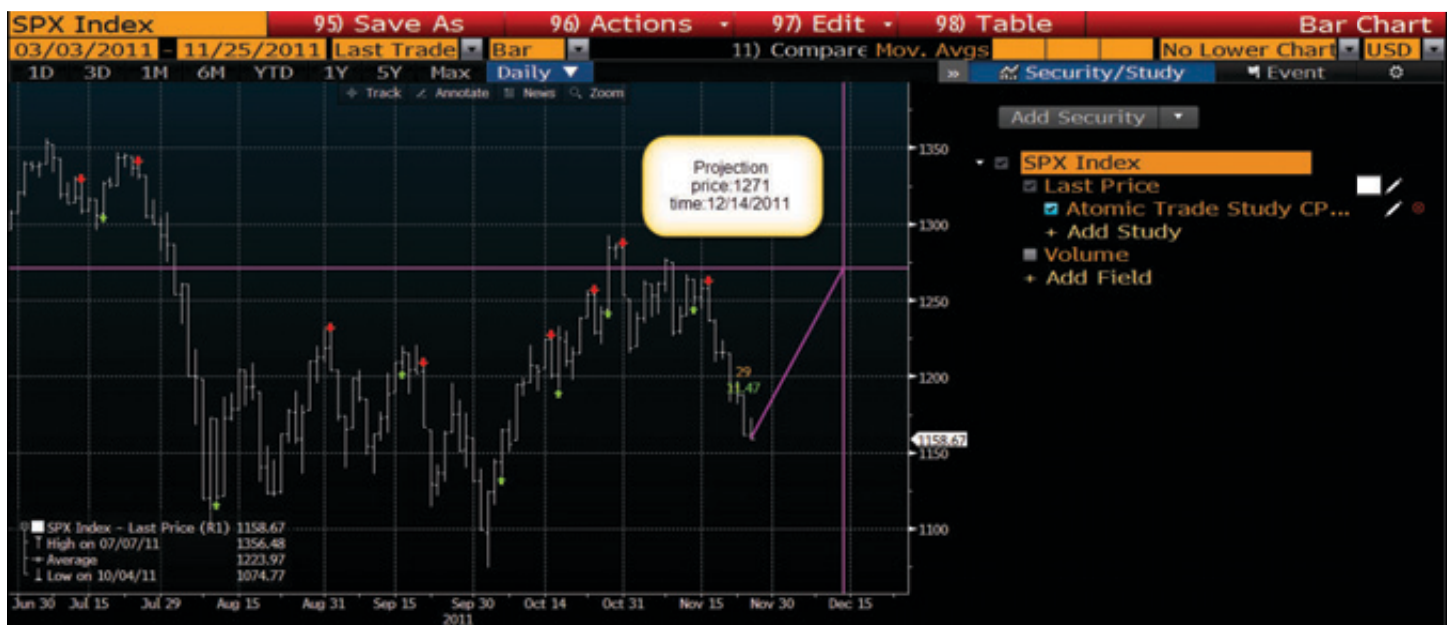 SPX Index 95) Save As 96) Actions 97) Edit 98) Table Bar Chart
03/03/2011 - 11/25/2011 Last Trade Bar 11) Compare Mov. Avgs No Lower Chart USD
1D 3D 1M 6M YTD 1Y 5Y Max Daily ▼ » Security/Study Event
Track Annotate News Zoom
Add Security
SPX Index
Last Price
Atomic Trade Study CP...
+ Add Study
Volume
+ Add Field
Projection
price:1271
time:12/14/2011
1350
1300
1250
1200
1158.67
1150
1100
29
SPX Index - Last Price (R1) 1158.67
High on 07/07/11 1356.48
Average 1223.97
Low on 10/04/11 1074.77
Jun 30 Jul 15 Jul 29 Aug 15 Aug 31 Sep 15 Sep 30 Oct 14 Oct 31 Nov 15 Nov 30 Dec 15
2011